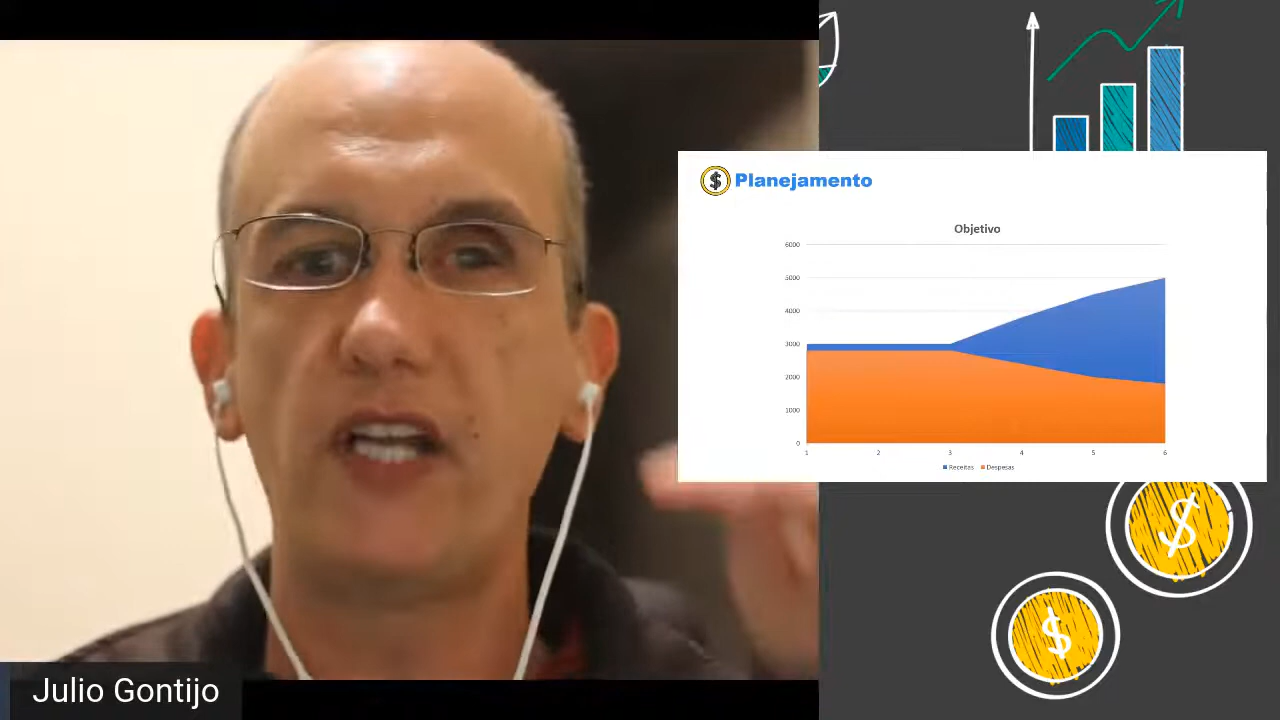 Planejamento
Objetivo
6000
5000
4000
3000
2000
1000
0
1 2 3 4 5 6
Receitas Despesas
Julio Gontijo